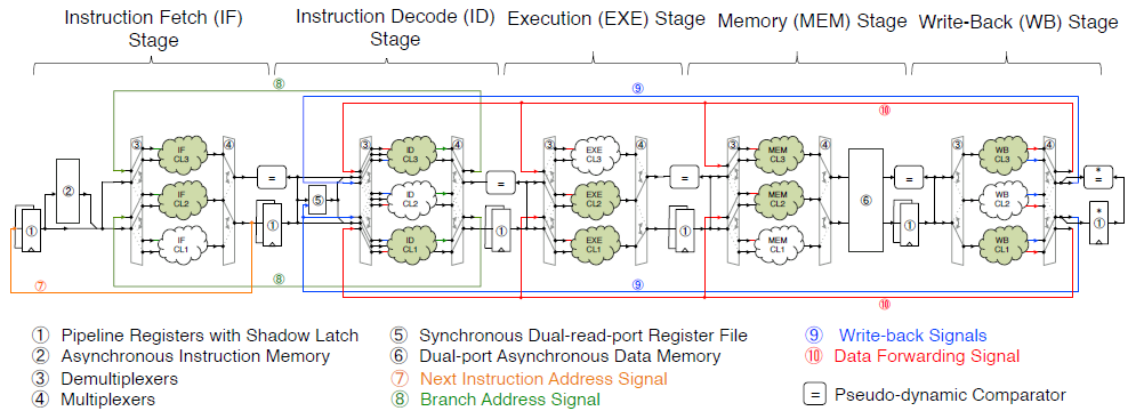 Instruction Fetch (IF) Stage
Instruction Decode (ID) Stage
Execution (EXE) Stage
Memory (MEM) Stage
Write-Back (WB) Stage
⑧
⑨
⑩
③
IF CL3
④
③
ID CL3
④
③
EXE CL3
④
③
MEM CL3
④
③
WB CL3
④
②
=
⑤
=
=
⑥
=
* =
IF CL2
ID CL2
EXE CL2
MEM CL2
WB CL2
①
①
①
①
①
* ①
IF CL1
ID CL1
EXE CL1
MEM CL1
WB CL1
⑦
⑧
⑨
⑩
① Pipeline Registers with Shadow Latch
② Asynchronous Instruction Memory
③ Demultiplexers
④ Multiplexers
⑤ Synchronous Dual-read-port Register File
⑥ Dual-port Asynchronous Data Memory
⑦ Next Instruction Address Signal
⑧ Branch Address Signal
⑨ Write-back Signals
⑩ Data Forwarding Signal
= Pseudo-dynamic Comparator